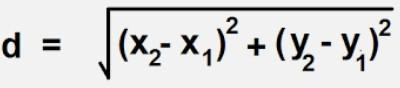 d = √(x₂- x₁)² + (y₂ - y₁)²